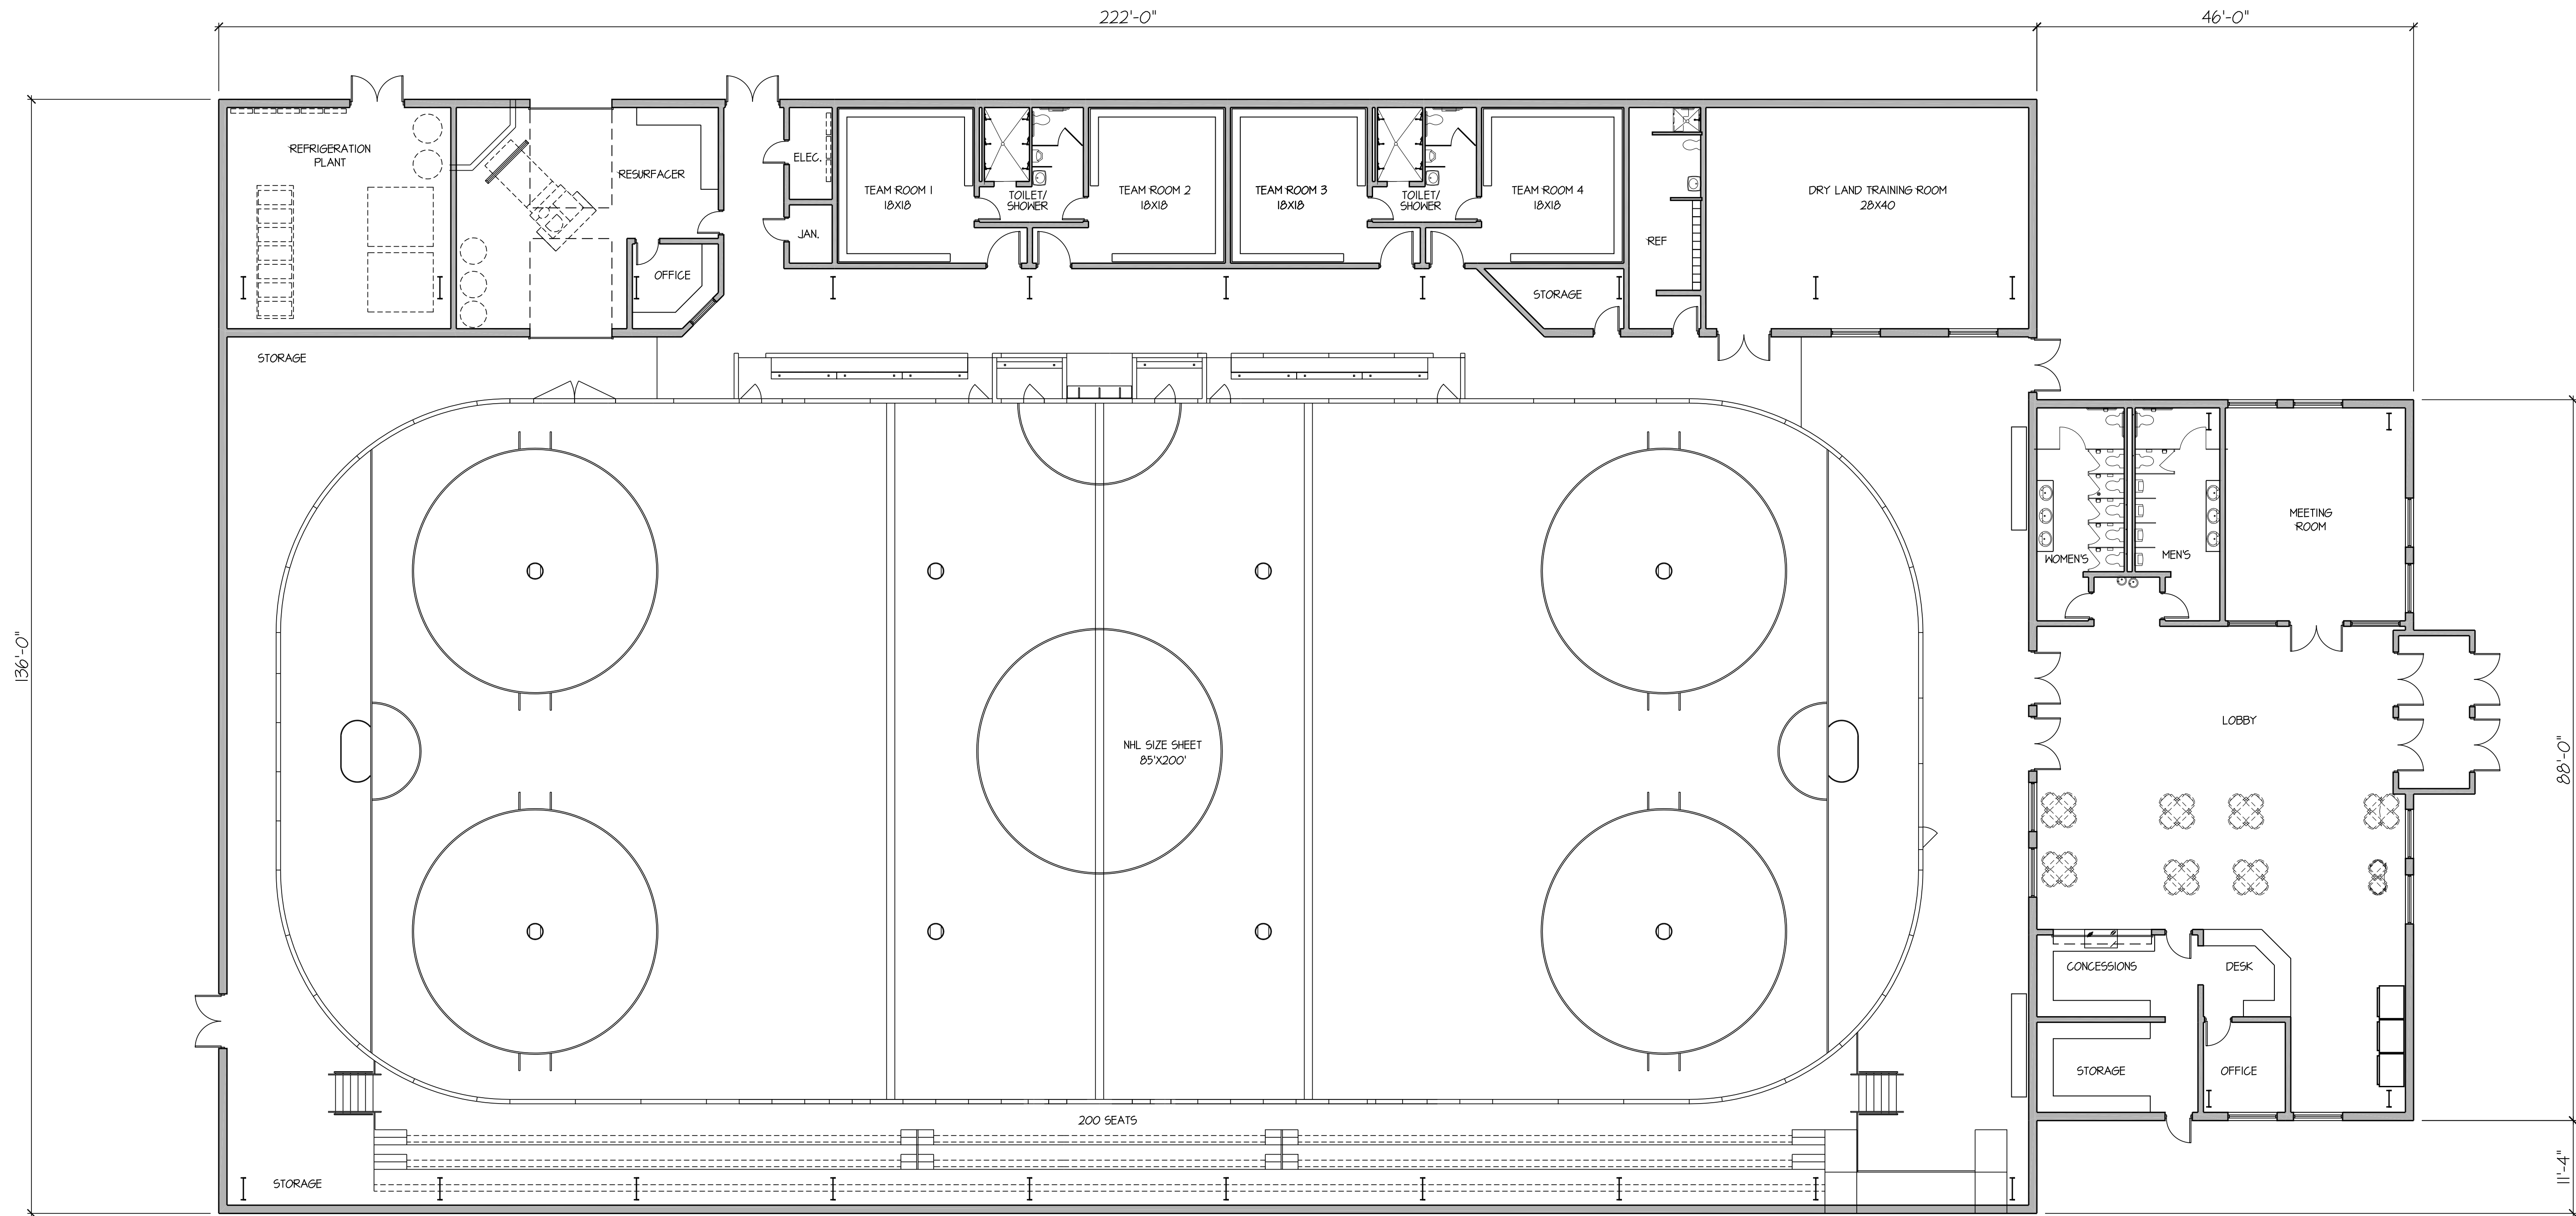 222'-0"
46'-0"
REFRIGERATION
PLANT
RESURFACER
ELEC.
TEAM ROOM 1
18X18
TOILET/
SHOWER
TEAM ROOM 2
18X18
TEAM ROOM 3
18X18
TOILET/
SHOWER
TEAM ROOM 4
18X18
DRY LAND TRAINING ROOM
28X40
JAN.
REF
OFFICE
STORAGE
STORAGE
MEETING
ROOM
WOMEN'S
MEN'S
136'-0"
LOBBY
NHL SIZE SHEET
85'X200'
88'-0"
CONCESSIONS
DESK
STORAGE
OFFICE
200 SEATS
STORAGE
11'-4"